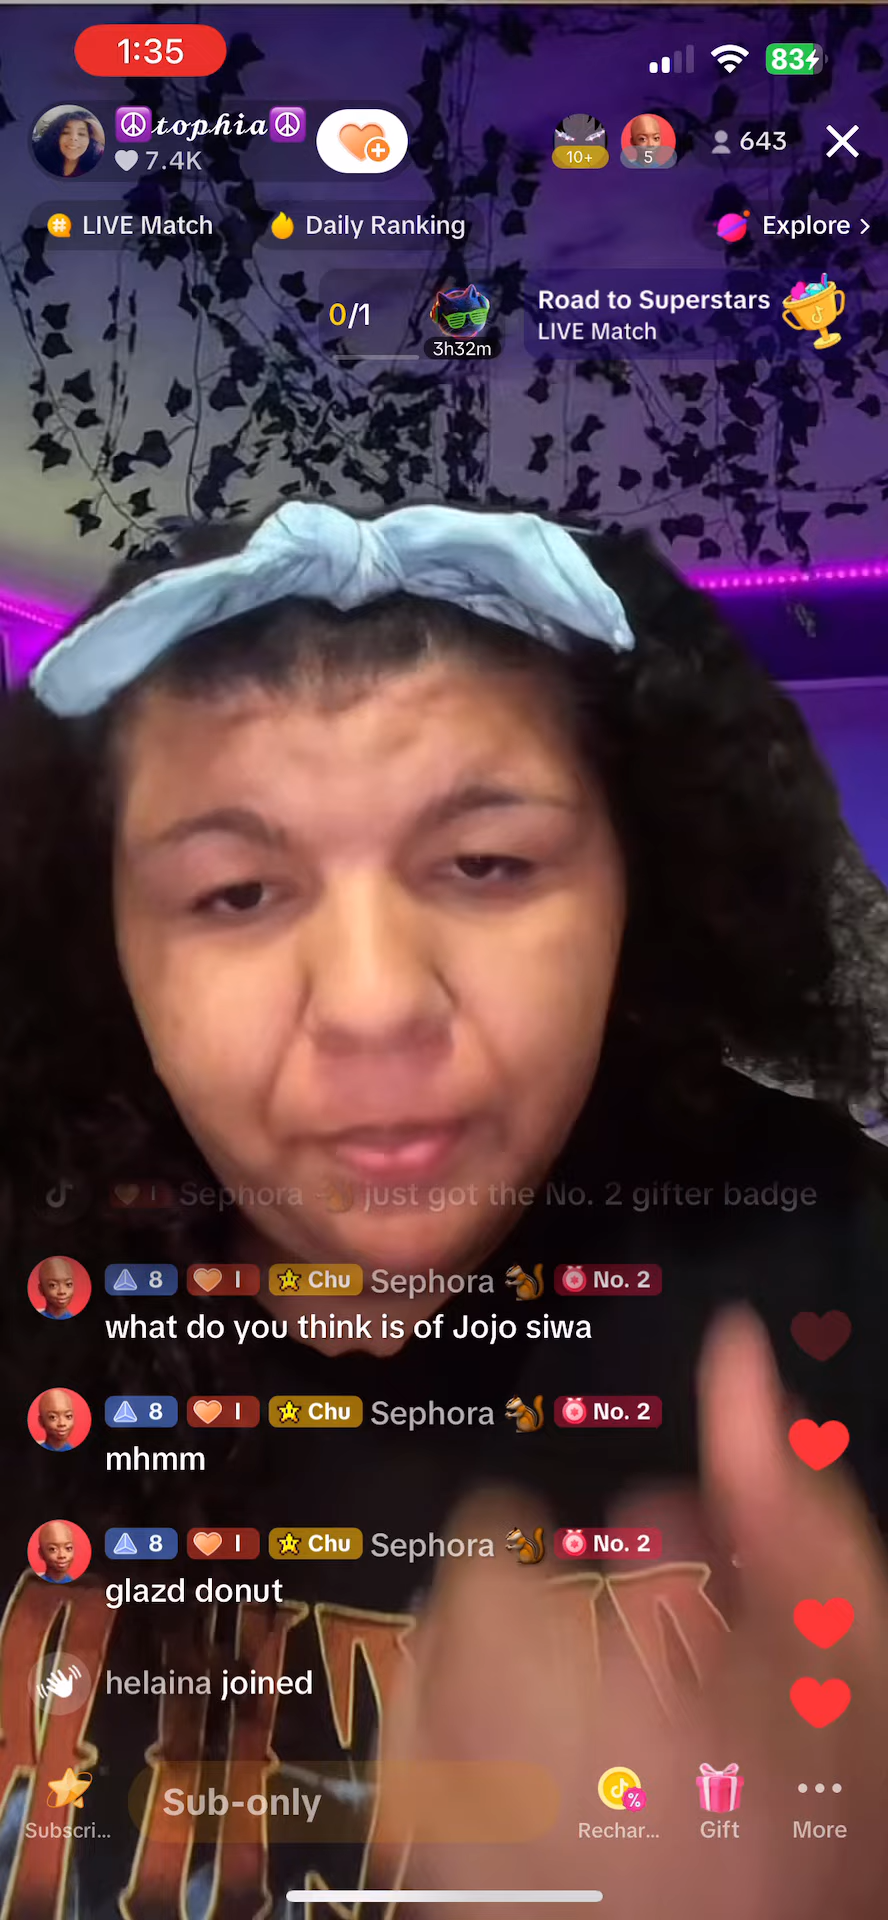 1:35
83
☮️tophia☮️
7.4K
10+
5
643
LIVE Match
Daily Ranking
Explore >
0/1
3h32m
Road to Superstars
LIVE Match
I Sephora 🐿️ just got the No. 2 gifter badge
8 I Chu Sephora 🐿️ No. 2
what do you think is of Jojo siwa
8 I Chu Sephora 🐿️ No. 2
mhmm
8 I Chu Sephora 🐿️ No. 2
glazd donut
helaina joined
Sub-only
Subscri...
Rechar...
Gift
More